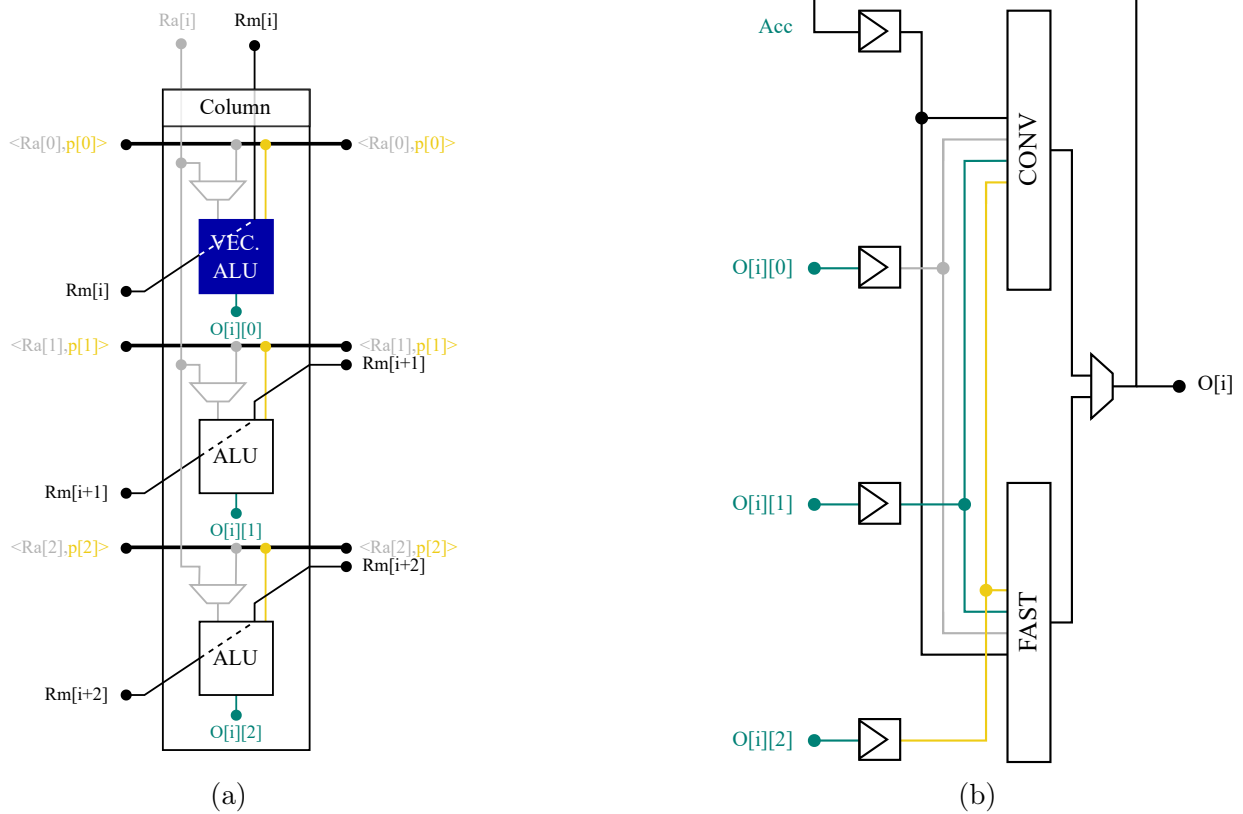 Ra[i]
Rm[i]
Column
<Ra[0],p[0]>
<Ra[0],p[0]>
VEC.
ALU
Rm[i]
O[i][0]
<Ra[1],p[1]>
<Ra[1],p[1]>
Rm[i+1]
ALU
Rm[i+1]
O[i][1]
<Ra[2],p[2]>
<Ra[2],p[2]>
Rm[i+2]
ALU
Rm[i+2]
O[i][2]
(a)
Acc
CONV
O[i][0]
O[i]
O[i][1]
FAST
O[i][2]
(b)